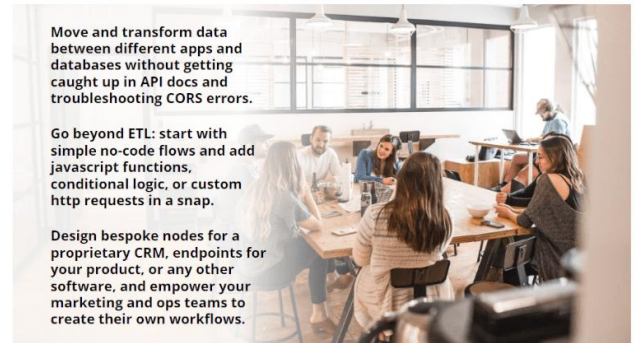 Move and transform data
between different apps and
databases without getting
caught up in API docs and
troubleshooting CORS errors.
Go beyond ETL: start with
simple no-code flows and add
javascript functions,
conditional logic, or custom
http requests in a snap.
Design bespoke nodes for a
proprietary CRM, endpoints for
your product, or any other
software, and empower your
marketing and ops teams to
create their own workflows.